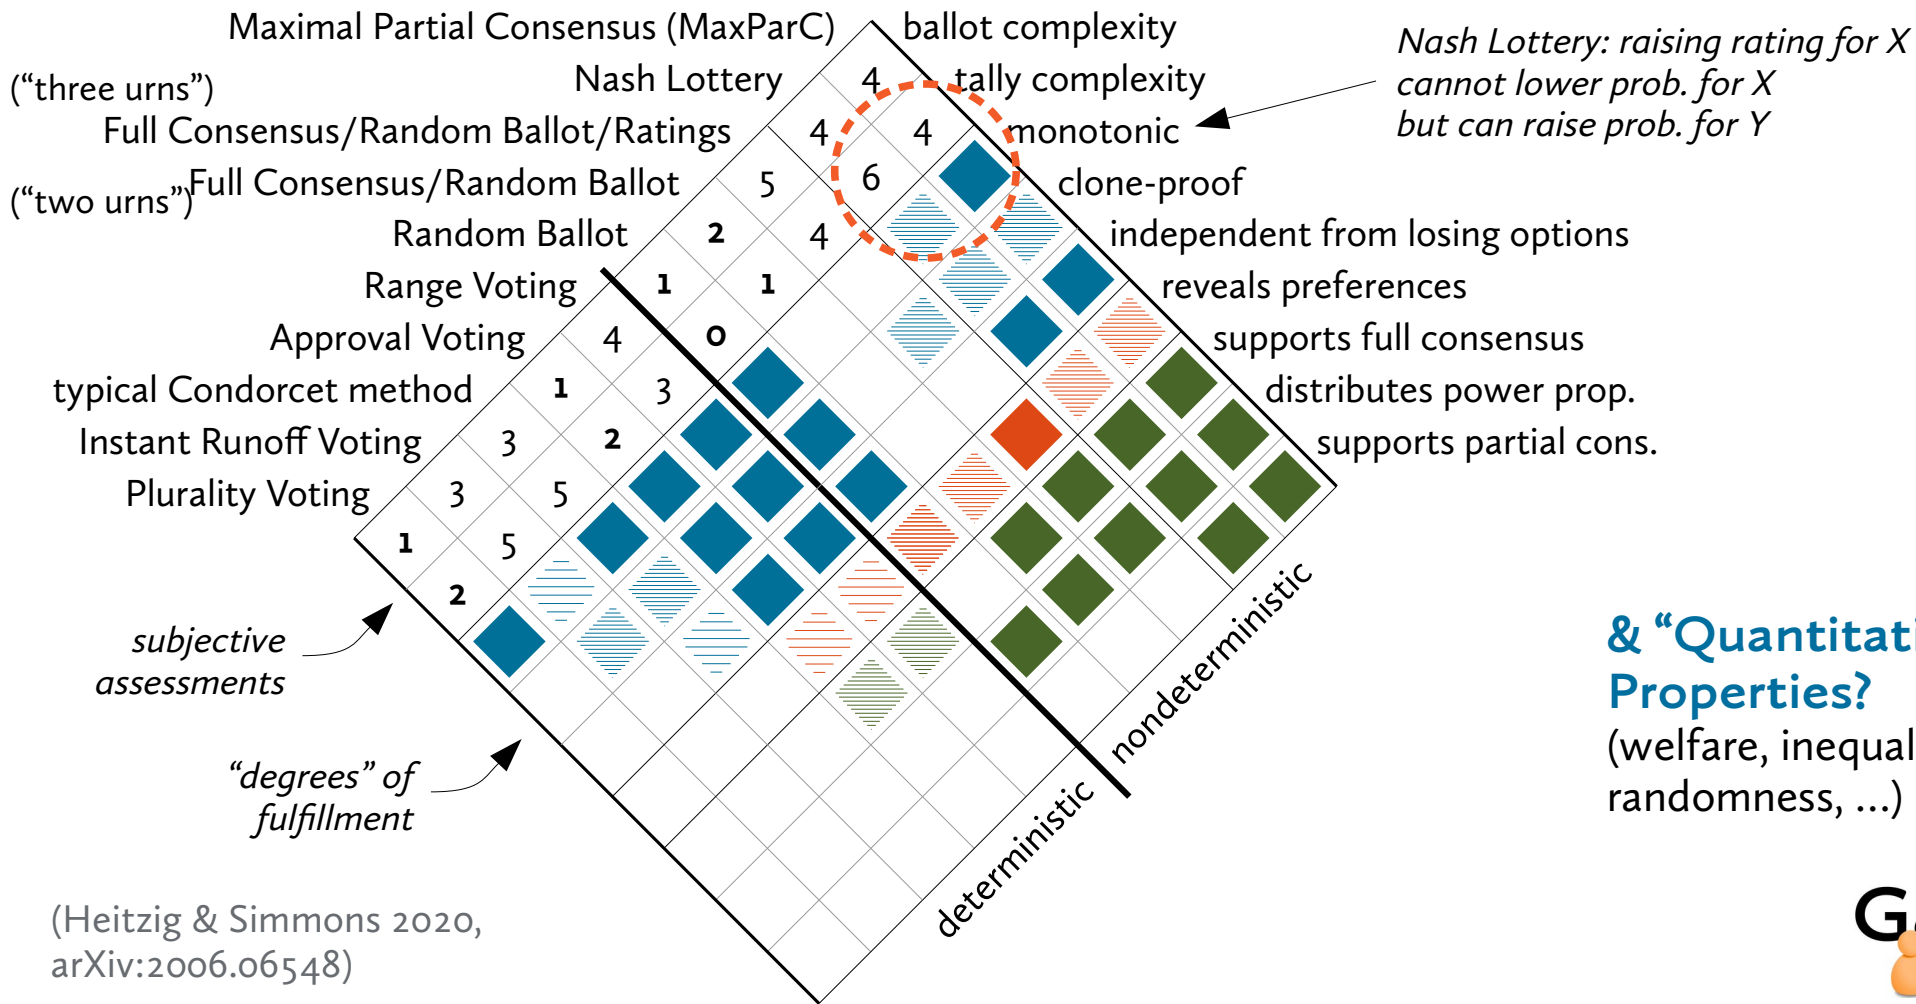 Maximal Partial Consensus (MaxParC)
Nash Lottery
(“three urns”)
Full Consensus/Random Ballot/Ratings
Full Consensus/Random Ballot
(“two urns”)
Random Ballot
Range Voting
Approval Voting
typical Condorcet method
Instant Runoff Voting
Plurality Voting
ballot complexity
tally complexity
monotonic
clone-proof
independent from losing options
reveals preferences
supports full consensus
distributes power prop.
supports partial cons.
Nash Lottery: raising rating for X
cannot lower prob. for X
but can raise prob. for Y
4
4 4
5 6
2 4
1 1
4 0
1 3
3 2
3 5
1 5
2
subjective
assessments
“degrees” of
fulfillment
nondeterministic
deterministic
& “Quantitati
Properties?
(welfare, inequal
randomness, ...)
(Heitzig & Simmons 2020,
arXiv:2006.06548)